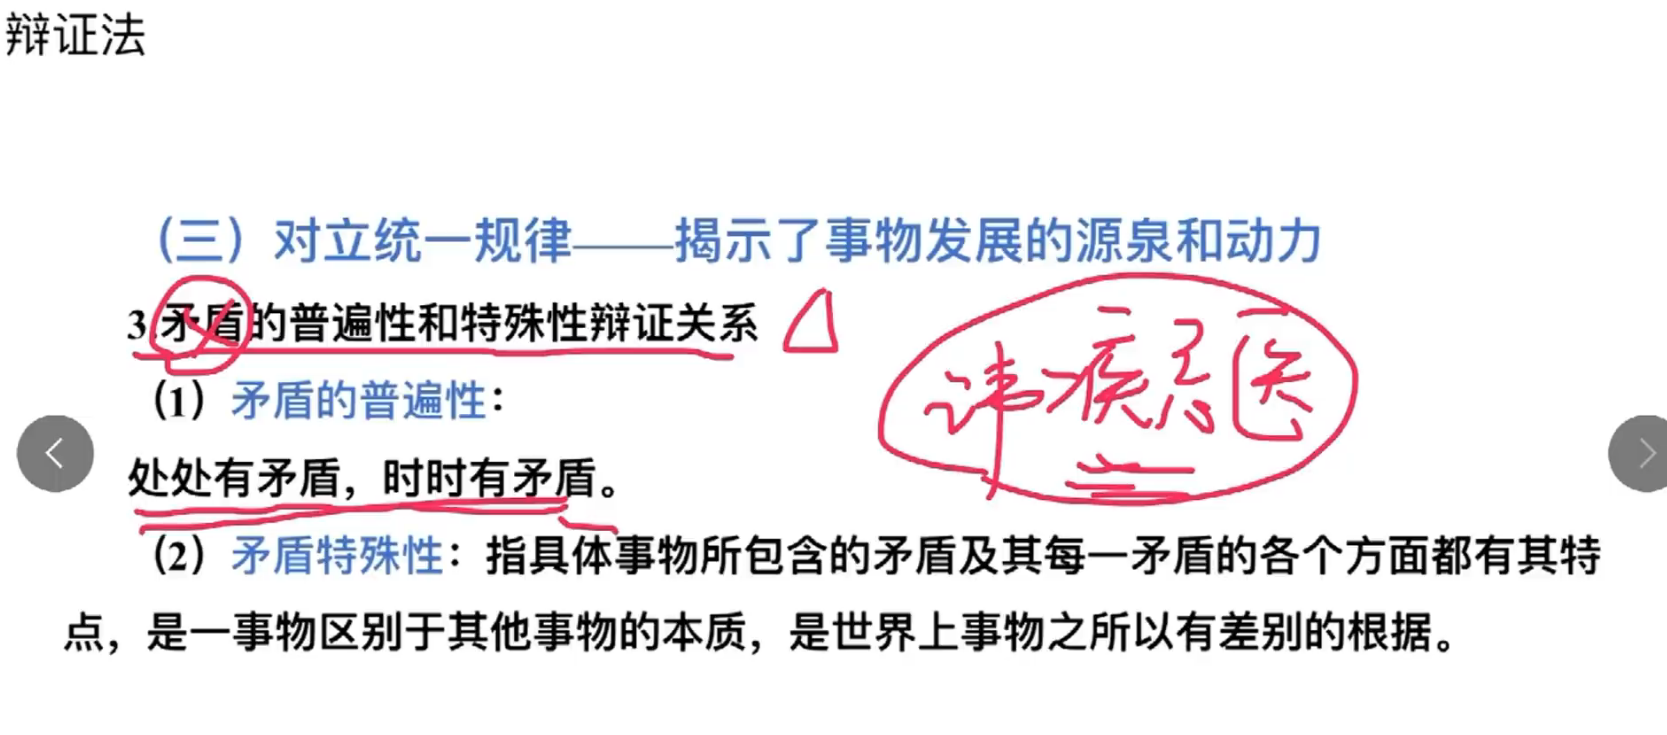 辩证法
（三）对立统一规律——揭示了事物发展的源泉和动力
3.矛盾的普遍性和特殊性辩证关系
讳疾忌医
（1）矛盾的普遍性：
处处有矛盾，时时有矛盾。
（2）矛盾特殊性：指具体事物所包含的矛盾及其每一矛盾的各个方面都有其特
点，是一事物区别于其他事物的本质，是世界上事物之所以有差别的根据。